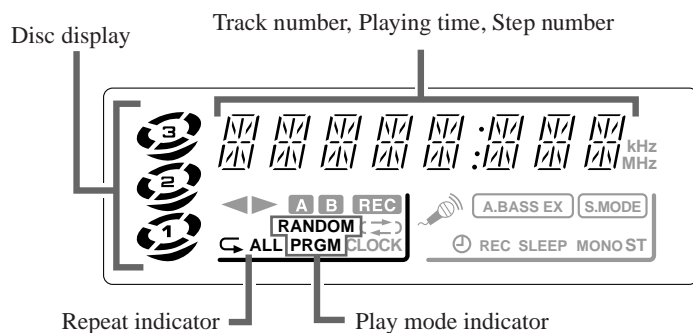 Track number, Playing time, Step number
Disc display
3
kHz
MHz
2
A B REC
A.BASS EX S.MODE
RANDOM
1
ALL PRGM CLOCK
REC SLEEP MONO ST
Repeat indicator
Play mode indicator